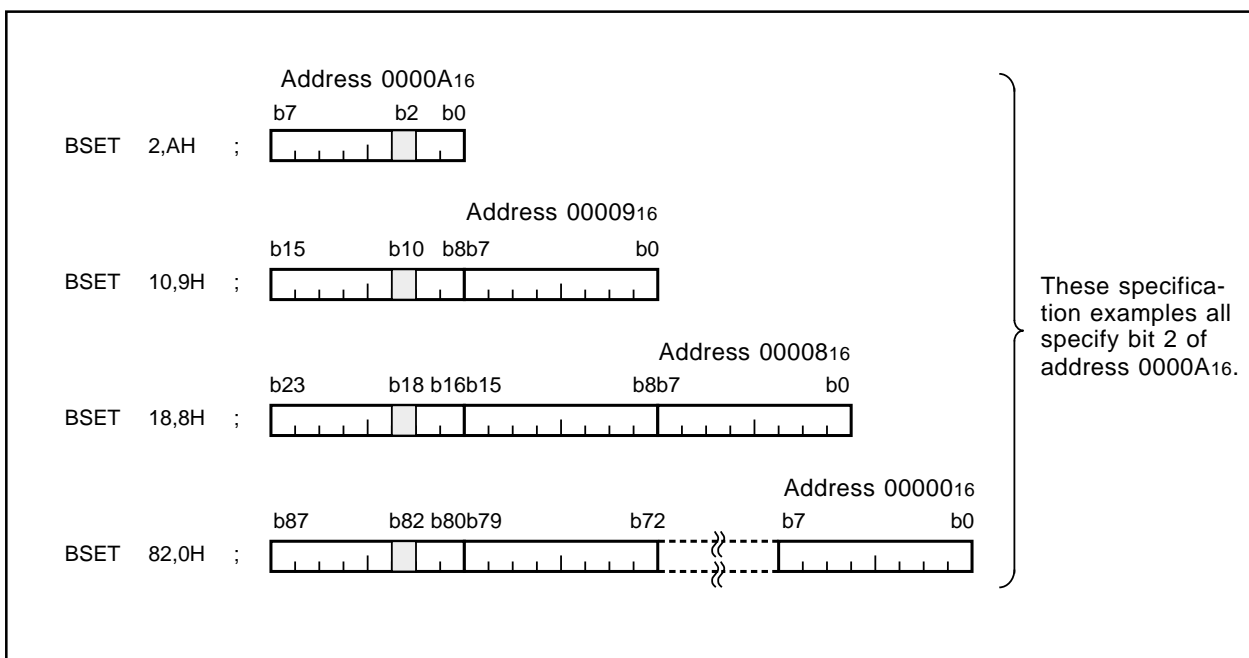 Address 0000A16
b7 b2 b0
BSET 2,AH ;
Address 0000916
b15 b10 b8b7 b0
BSET 10,9H ;
Address 0000816
b23 b18 b16b15 b8b7 b0
BSET 18,8H ;
Address 0000016
b87 b82 b80b79 b72 b7 b0
BSET 82,0H ;
These specifica-
tion examples all
specify bit 2 of
address 0000A16.